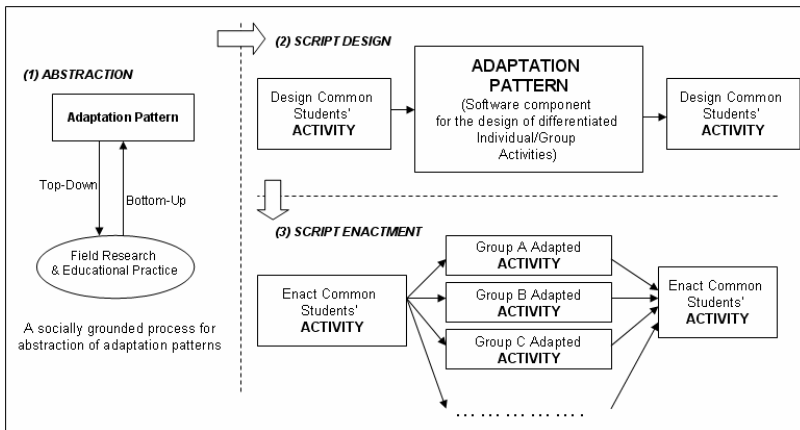 (1) ABSTRACTION
Adaptation Pattern
Top-Down
Bottom-Up
Field Research
& Educational Practice
A socially grounded process for
abstraction of adaptation patterns
(2) SCRIPT DESIGN
Design Common
Students'
ACTIVITY
ADAPTATION
PATTERN
(Software component
for the design of differentiated
Individual/Group
Activities)
Design Common
Students'
ACTIVITY
(3) SCRIPT ENACTMENT
Enact Common
Students'
ACTIVITY
Group A Adapted
ACTIVITY
Group B Adapted
ACTIVITY
Group C Adapted
ACTIVITY
... ... ... ... ...
Enact Common
Students'
ACTIVITY